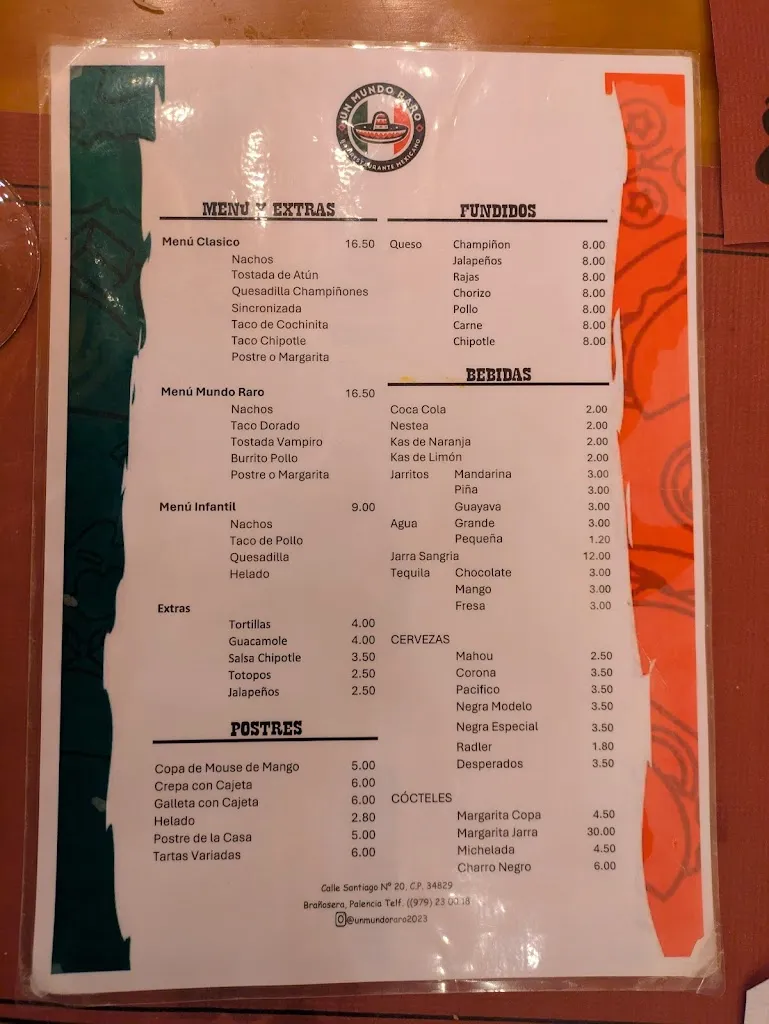 UN MUNDO RARO
BAR RESTAURANTE MEXICANO
MENÚ Y EXTRAS
Menú Clasico 16.50
Nachos
Tostada de Atún
Quesadilla Champiñones
Sincronizada
Taco de Cochinita
Taco Chipotle
Postre o Margarita
Menú Mundo Raro 16.50
Nachos
Taco Dorado
Tostada Vampiro
Burrito Pollo
Postre o Margarita
Menú Infantil 9.00
Nachos
Taco de Pollo
Quesadilla
Helado
Extras
Tortillas 4.00
Guacamole 4.00
Salsa Chipotle 3.50
Totopos 2.50
Jalapeños 2.50
POSTRES
Copa de Mouse de Mango 5.00
Crepa con Cajeta 6.00
Galleta con Cajeta 6.00
Helado 2.80
Postre de la Casa 5.00
Tartas Variadas 6.00
FUNDIDOS
Queso Champiñon 8.00
Jalapeños 8.00
Rajas 8.00
Chorizo 8.00
Pollo 8.00
Carne 8.00
Chipotle 8.00
BEBIDAS
Coca Cola 2.00
Nestea 2.00
Kas de Naranja 2.00
Kas de Limón 2.00
Jarritos Mandarina 3.00
Piña 3.00
Guayava 3.00
Agua Grande 3.00
Pequeña 1.20
Jarra Sangria 12.00
Tequila Chocolate 3.00
Mango 3.00
Fresa 3.00
CERVEZAS
Mahou 2.50
Corona 3.50
Pacifico 3.50
Negra Modelo 3.50
Negra Especial 3.50
Radler 1.80
Desperados 3.50
CÓCTELES
Margarita Copa 4.50
Margarita Jarra 30.00
Michelada 4.50
Charro Negro 6.00
Calle Santiago Nº 20, C.P. 34829
Brañosera, Palencia Telf. ((979) 23 00 18
@unmundoraro2023